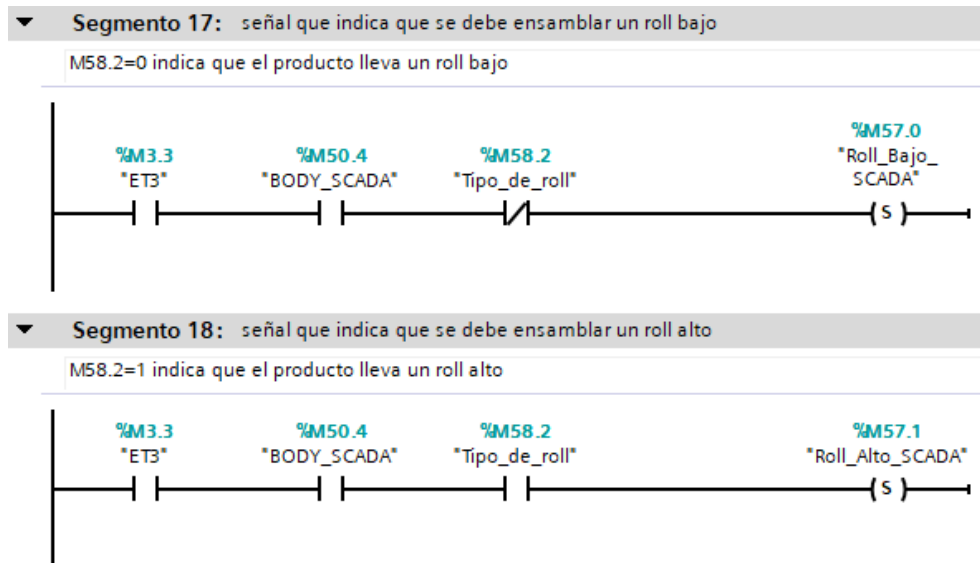 Segmento 17: señal que indica que se debe ensamblar un roll bajo
M58.2=0 indica que el producto lleva un roll bajo
%M57.0
%M3.3 %M50.4 %M58.2 "Roll_Bajo_
"ET3" "BODY_SCADA" "Tipo_de_roll" SCADA"
S
Segmento 18: señal que indica que se debe ensamblar un roll alto
M58.2=1 indica que el producto lleva un roll alto
%M3.3 %M50.4 %M58.2 %M57.1
"ET3" "BODY_SCADA" "Tipo_de_roll" "Roll_Alto_SCADA"
S